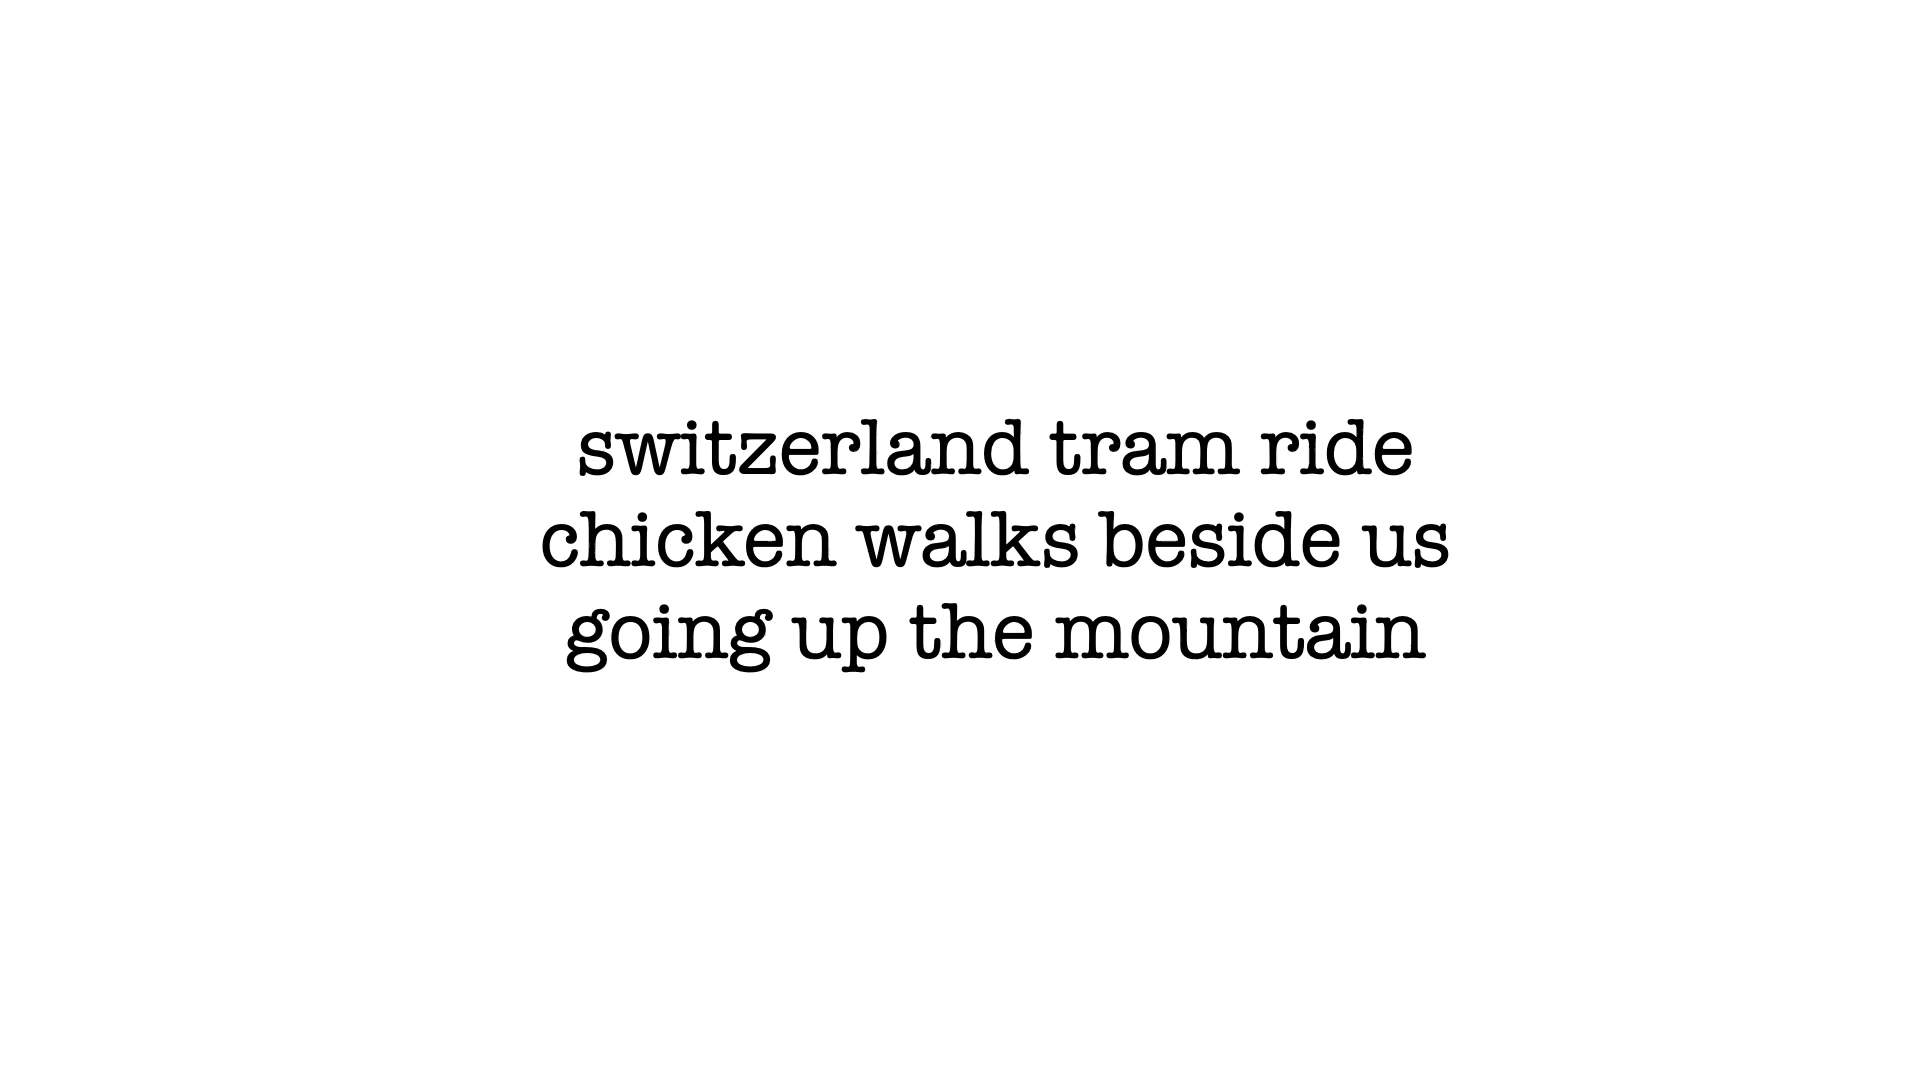 switzerland tram ride
chicken walks beside us
going up the mountain